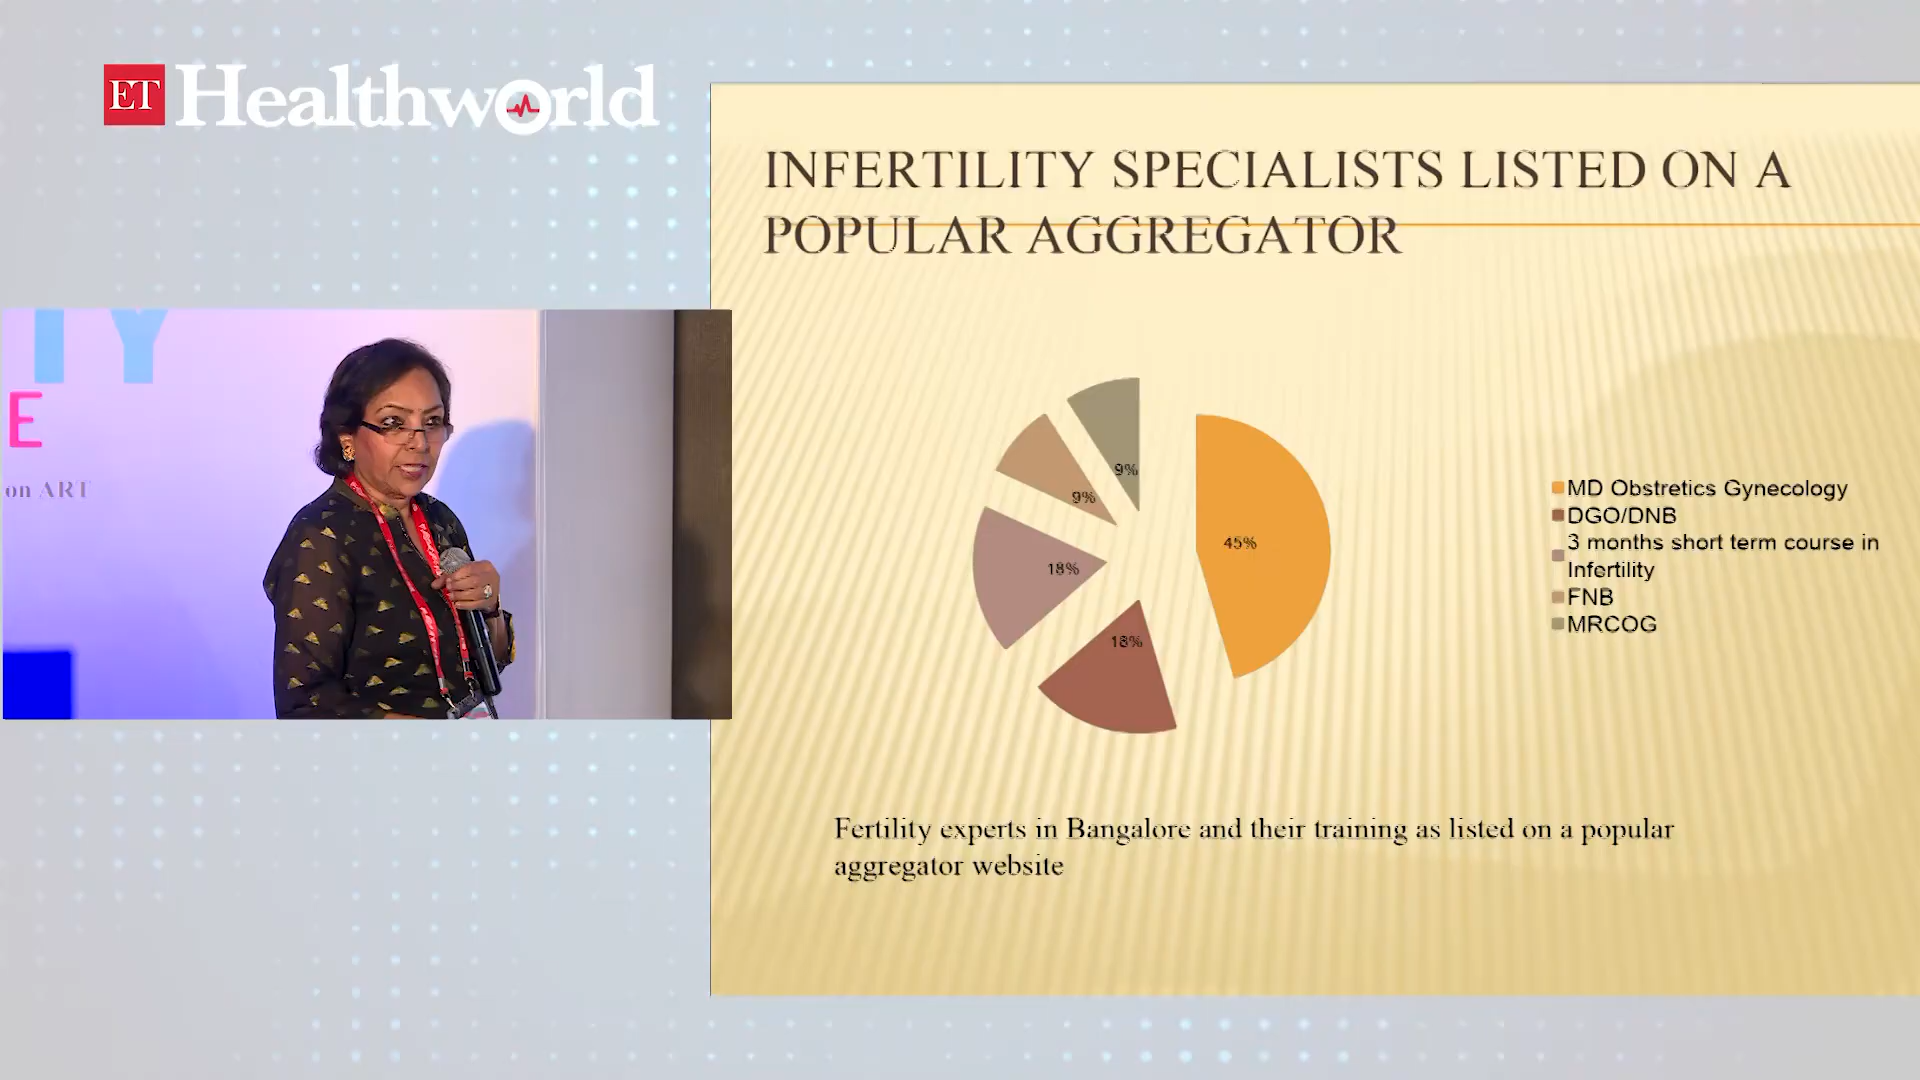 ET Healthworld
INFERTILITY SPECIALISTS LISTED ON A
POPULAR AGGREGATOR
TY
E
on ART
9%
9%
45%
18%
18%
MD Obstretics Gynecology
DGO/DNB
3 months short term course in
Infertility
FNB
MRCOG
Fertility experts in Bangalore and their training as listed on a popular
aggregator website